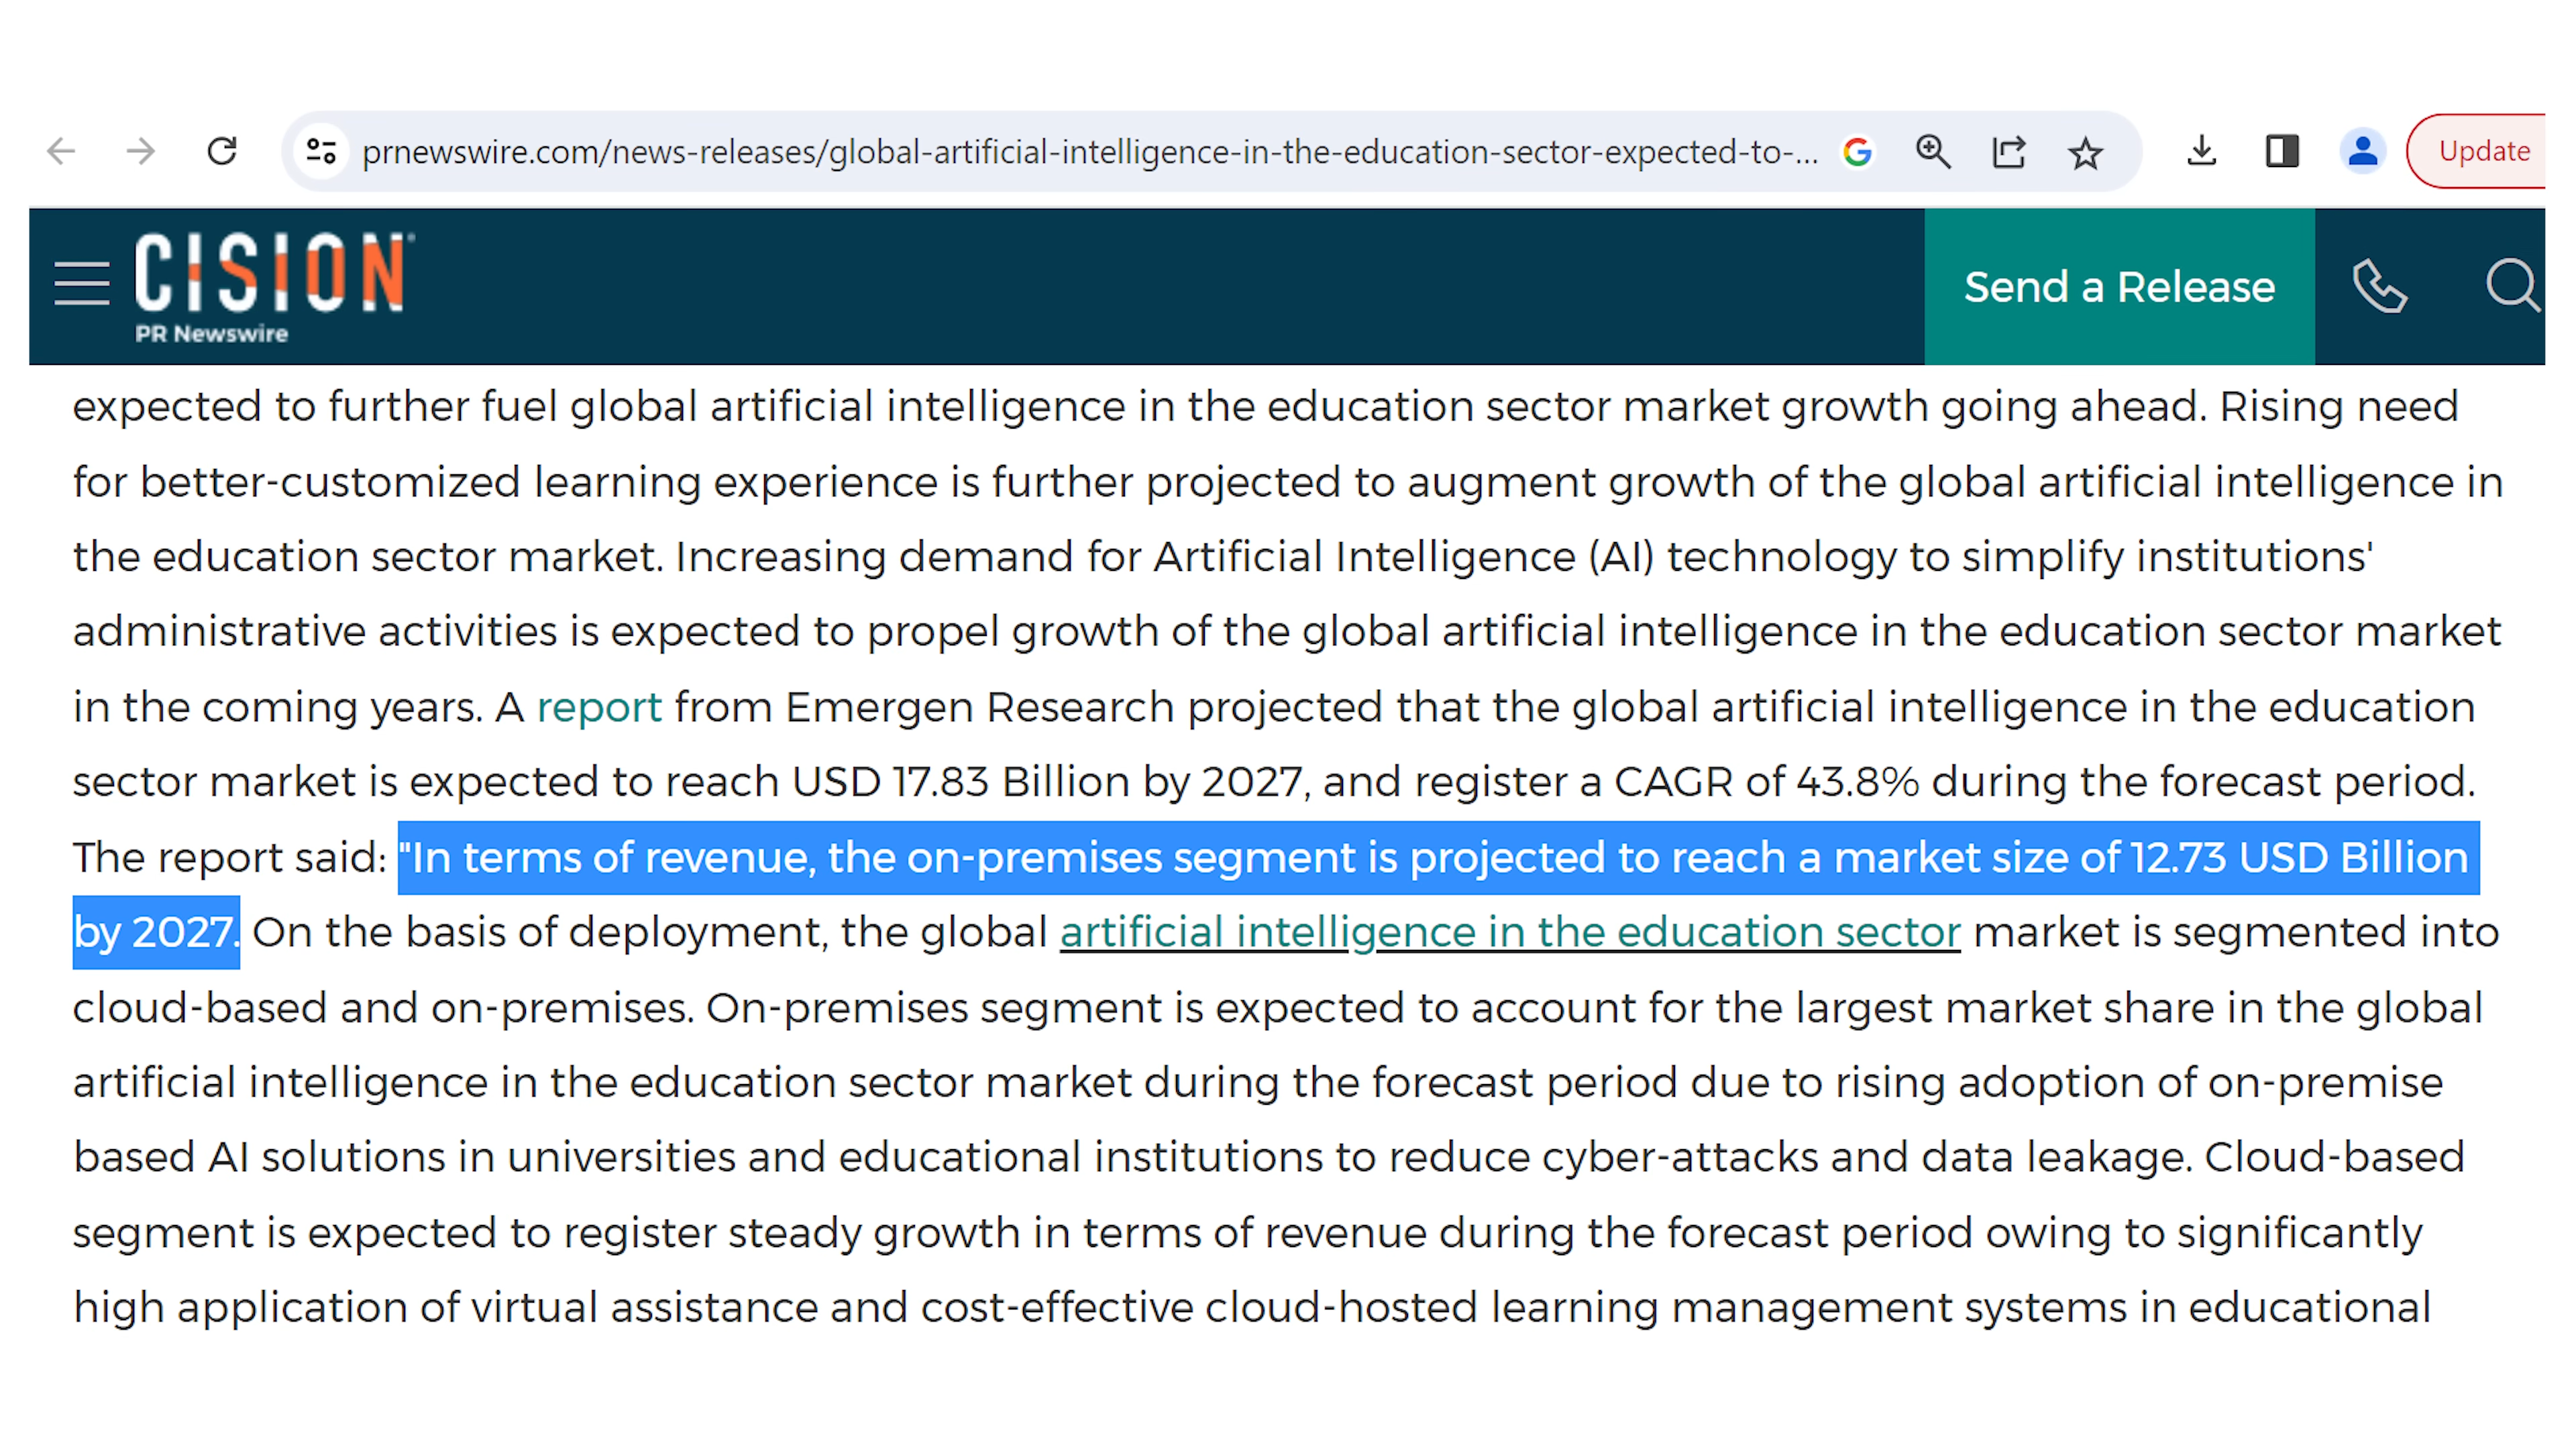 prnewswire.com/news-releases/global-artificial-intelligence-in-the-education-sector-expected-to-...
Update
CISION
PR Newswire
Send a Release
expected to further fuel global artificial intelligence in the education sector market growth going ahead. Rising need
for better-customized learning experience is further projected to augment growth of the global artificial intelligence in
the education sector market. Increasing demand for Artificial Intelligence (AI) technology to simplify institutions'
administrative activities is expected to propel growth of the global artificial intelligence in the education sector market
in the coming years. A report from Emergen Research projected that the global artificial intelligence in the education
sector market is expected to reach USD 17.83 Billion by 2027, and register a CAGR of 43.8% during the forecast period.
The report said: "In terms of revenue, the on-premises segment is projected to reach a market size of 12.73 USD Billion
by 2027. On the basis of deployment, the global artificial intelligence in the education sector market is segmented into
cloud-based and on-premises. On-premises segment is expected to account for the largest market share in the global
artificial intelligence in the education sector market during the forecast period due to rising adoption of on-premise
based AI solutions in universities and educational institutions to reduce cyber-attacks and data leakage. Cloud-based
segment is expected to register steady growth in terms of revenue during the forecast period owing to significantly
high application of virtual assistance and cost-effective cloud-hosted learning management systems in educational